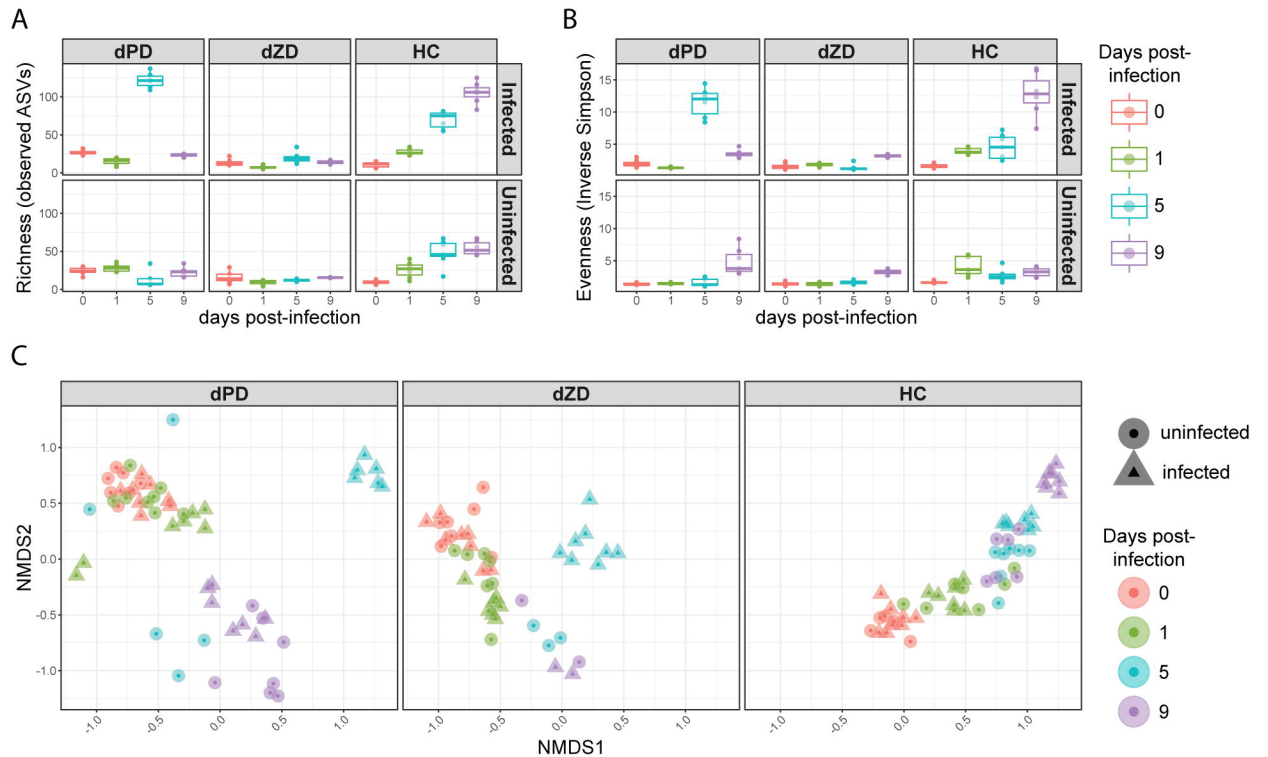 A
dPD
dZD
HC
Richness (observed ASVs)
100
50
0
Infected
100
50
0
Uninfected
0 1 5 9
0 1 5 9
0 1 5 9
days post-infection
B
dPD
dZD
HC
Evenness (Inverse Simpson)
15
10
5
Infected
15
10
5
Uninfected
0 1 5 9
0 1 5 9
0 1 5 9
days post-infection
Days post-
infection
0
1
5
9
C
dPD
dZD
HC
NMDS2
1.0
0.5
0.0
-0.5
-1.0
-1.0 -0.5 0.0 0.5 1.0
-1.0 -0.5 0.0 0.5 1.0
-1.0 -0.5 0.0 0.5 1.0
NMDS1
uninfected
infected
Days post-
infection
0
1
5
9